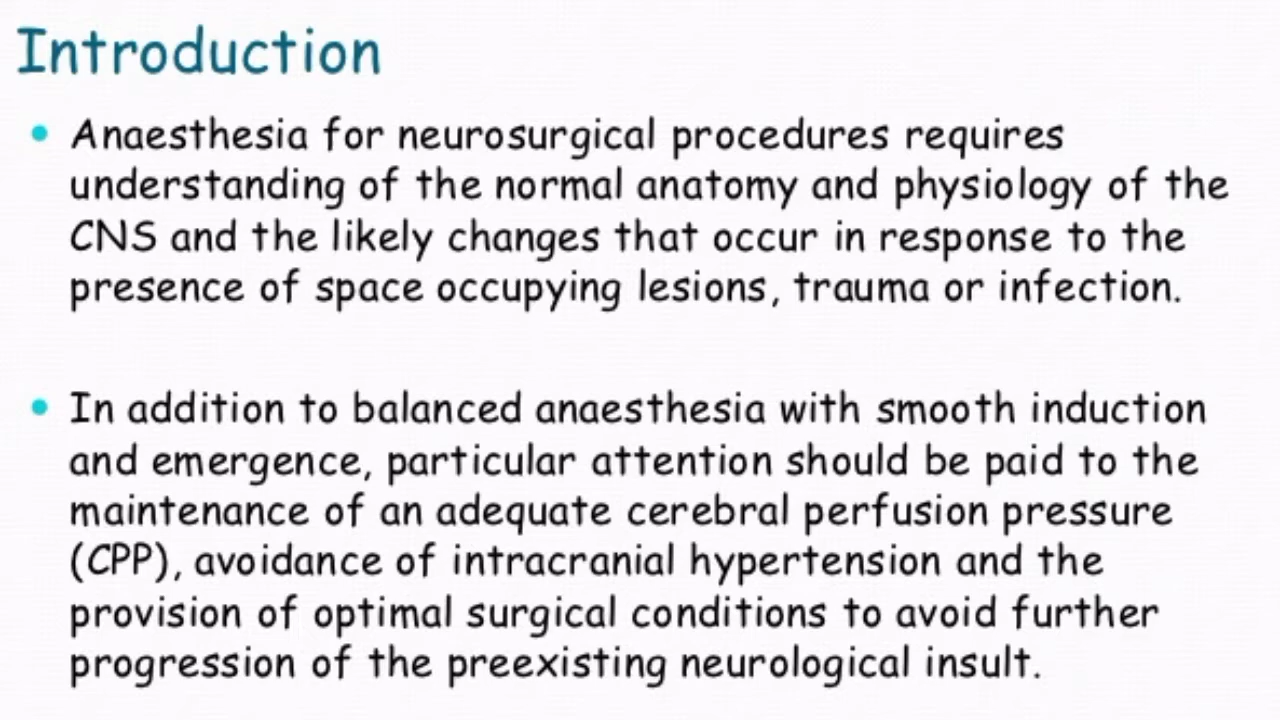 Introduction
• Anaesthesia for neurosurgical procedures requires
understanding of the normal anatomy and physiology of the
CNS and the likely changes that occur in response to the
presence of space occupying lesions, trauma or infection.
• In addition to balanced anaesthesia with smooth induction
and emergence, particular attention should be paid to the
maintenance of an adequate cerebral perfusion pressure
(CPP), avoidance of intracranial hypertension and the
provision of optimal surgical conditions to avoid further
progression of the preexisting neurological insult.